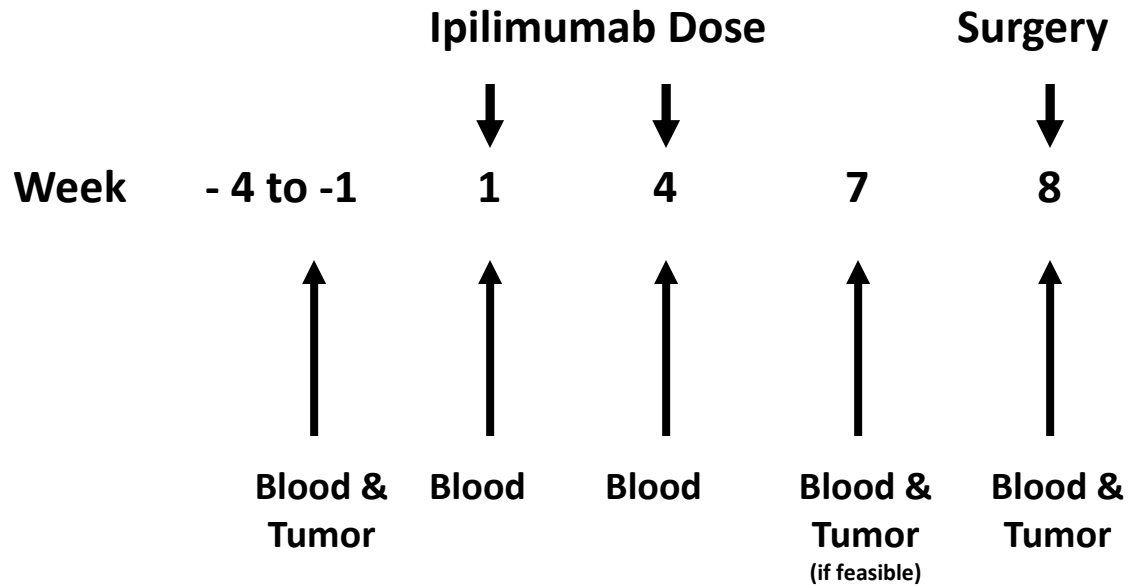 Ipilimumab Dose Surgery
Week - 4 to -1 1 4 7 8
Blood & Blood Blood Blood & Blood &
Tumor Tumor Tumor
(if feasible)